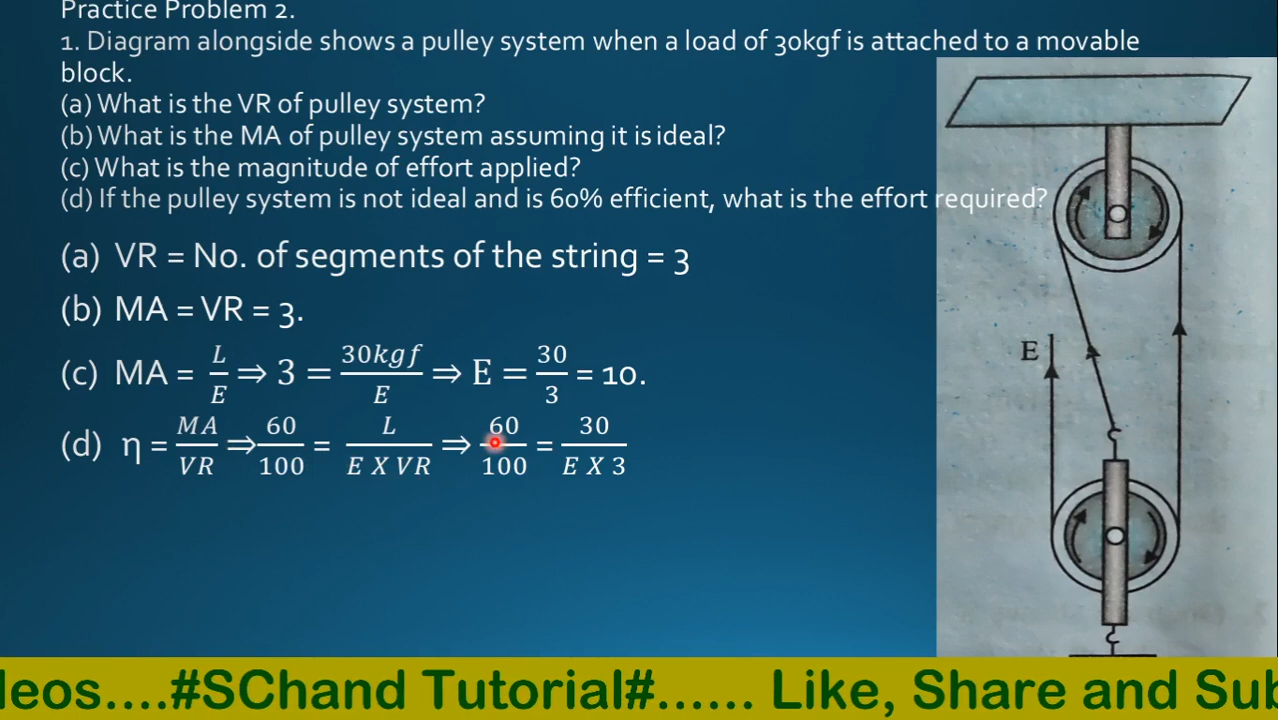 Practice Problem 2.
1. Diagram alongside shows a pulley system when a load of 30kgf is attached to a movable
block.
(a) What is the VR of pulley system?
(b) What is the MA of pulley system assuming it is ideal?
(c) What is the magnitude of effort applied?
(d) If the pulley system is not ideal and is 60% efficient, what is the effort required?
(a) VR = No. of segments of the string = 3
(b) MA = VR = 3.
(c) MA = L/E ⇒ 3 = 30kgf/E ⇒ E = 30/3 = 10.
(d) η = MA/VR ⇒ 60/100 = L/(E X VR) ⇒ 60/100 = 30/(E X 3)
E
deos....#SChand Tutorial#...... Like, Share and Sub